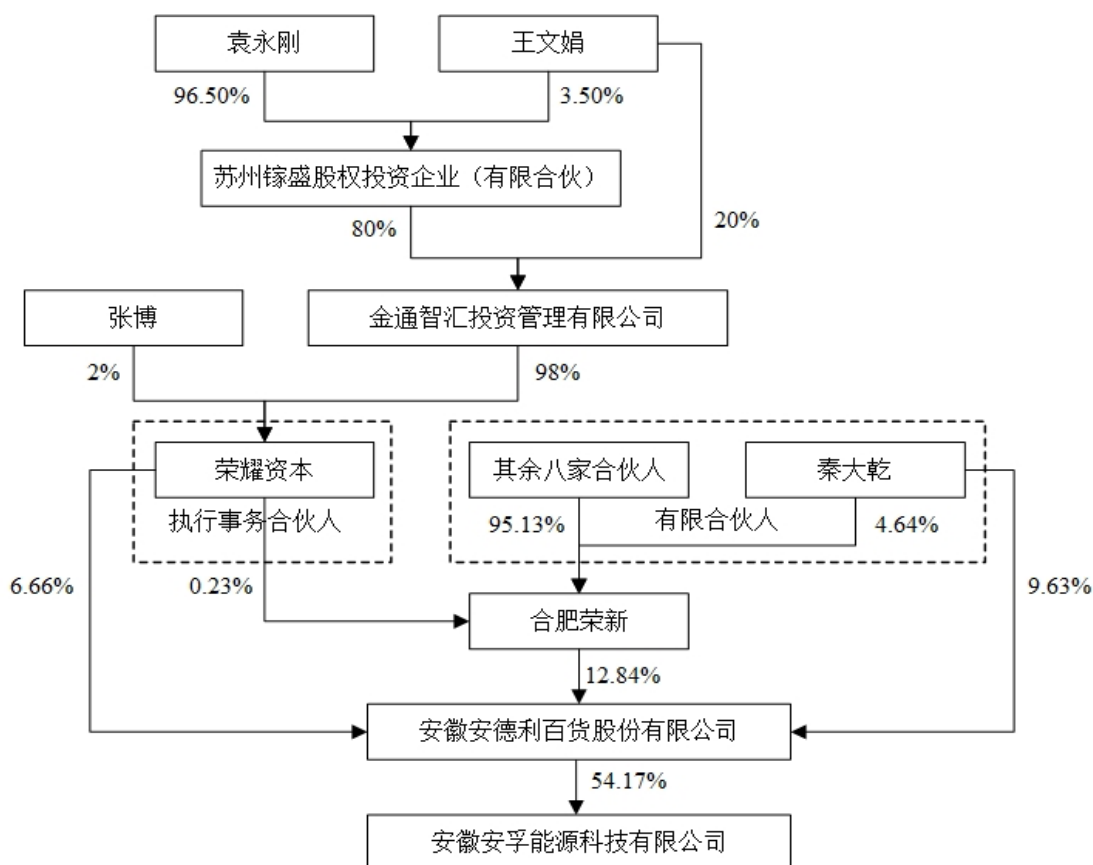 袁永刚
王文娟
96.50%
3.50%
苏州镓盛股权投资企业（有限合伙）
80%
20%
张博
金通智汇投资管理有限公司
2%
98%
荣耀资本
其余八家合伙人
秦大乾
执行事务合伙人
95.13%
有限合伙人
4.64%
6.66%
0.23%
9.63%
合肥荣新
12.84%
安徽安德利百货股份有限公司
54.17%
安徽安孚能源科技有限公司